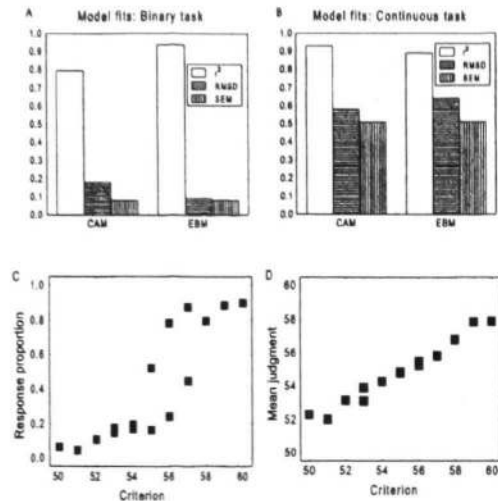 A Model fits: Binary task
1.0
0.9
0.8
0.7
0.6
0.5
0.4
0.3
0.2
0.1
0.0
r²
RMSD
SEM
CAM EBM
B Model fits: Continuous task
1.0
0.9
0.8
0.7
0.6
0.5
0.4
0.3
0.2
0.1
0.0
r²
RMSD
SEM
CAM EBM
C
Response proportion
1.0
0.8
0.6
0.4
0.2
0.0
50 52 54 56 58 60
Criterion
D
Mean judgment
60
58
56
54
52
50
50 52 54 56 58 60
Criterion